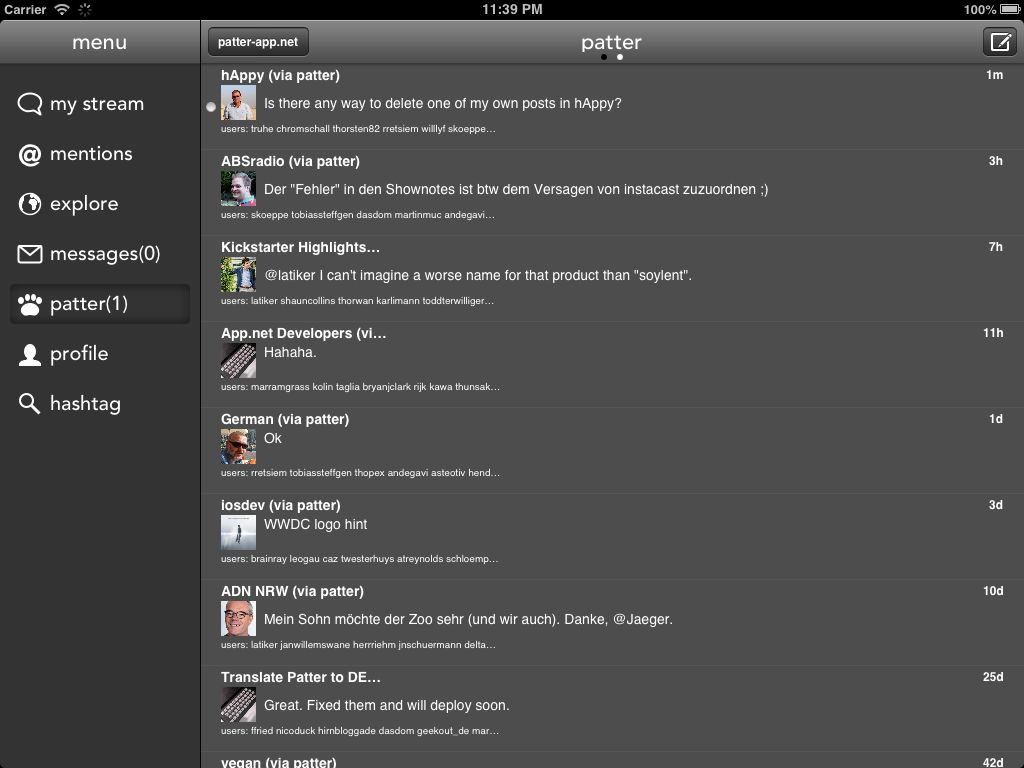 Carrier 11:39 PM 100%
menu
patter-app.net
patter
my stream
@ mentions
explore
messages(0)
patter(1)
profile
hashtag
hAppy (via patter) 1m
Is there any way to delete one of my own posts in hAppy?
users: truhe chromschall thorsten82 rretsiem willlyf skoeppe...
ABSradio (via patter) 3h
Der "Fehler" in den Shownotes ist btw dem Versagen von instacast zuzuordnen ;)
users: skoeppe tobiassteffgen dasdom martinmuc andegavi...
Kickstarter Highlights... 7h
@latiker I can't imagine a worse name for that product than "soylent".
users: latiker shauncollins thorwan karlimann toddterwilliger...
App.net Developers (vi... 11h
Hahaha.
users: marramgrass kolin taglia bryanjclark rijk kawa thunsak...
German (via patter) 1d
Ok
users: rretsiem tobiassteffgen thopex andegavi asteotiv hend...
iosdev (via patter) 3d
WWDC logo hint
users: brainray leogau caz twesterhuys atreynolds schloemp...
ADN NRW (via patter) 10d
Mein Sohn möchte der Zoo sehr (und wir auch). Danke, @Jaeger.
users: latiker janwillemswane herrriehm jnschuermann delta...
Translate Patter to DE... 25d
Great. Fixed them and will deploy soon.
users: ffried nicoduck hirnbloggade dasdom geekout_de mar...
vegan (via patter) 42d